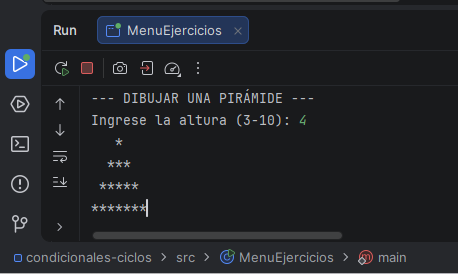 Run MenuEjercicios
--- DIBUJAR UNA PIRÁMIDE ---
Ingrese la altura (3-10): 4
   *
  ***
 *****
*******
condicionales-ciclos > src > MenuEjercicios > main